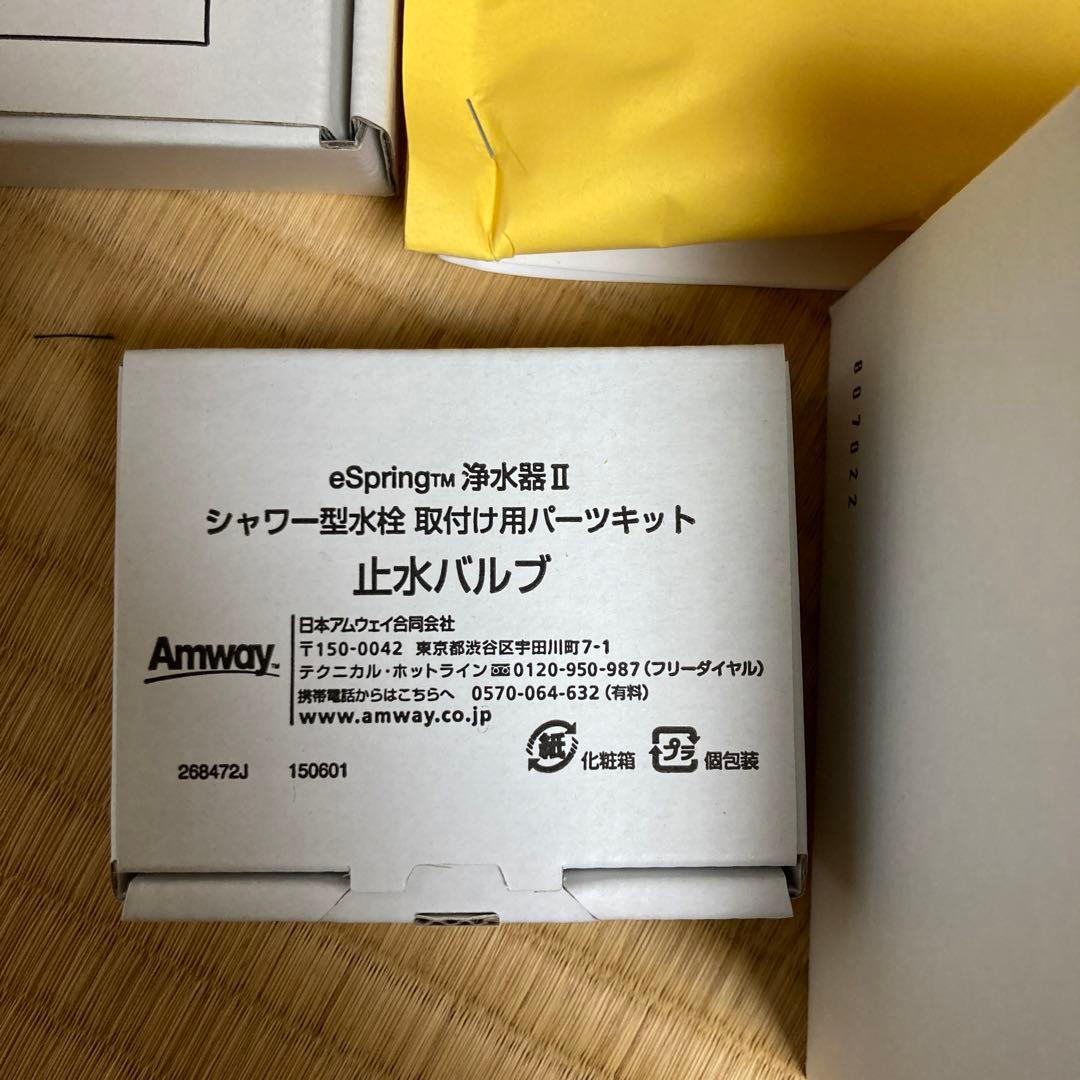 eSpring™ 浄水器Ⅱ
シャワー型水栓 取付け用パーツキット
止水バルブ
Amway™
日本アムウェイ合同会社
〒150-0042 東京都渋谷区宇田川町7-1
テクニカル・ホットライン 0120-950-987(フリーダイヤル)
携帯電話からはこちらへ 0570-064-632(有料)
www.amway.co.jp
紙 化粧箱 プラ 個包装
268472J 150601
807022